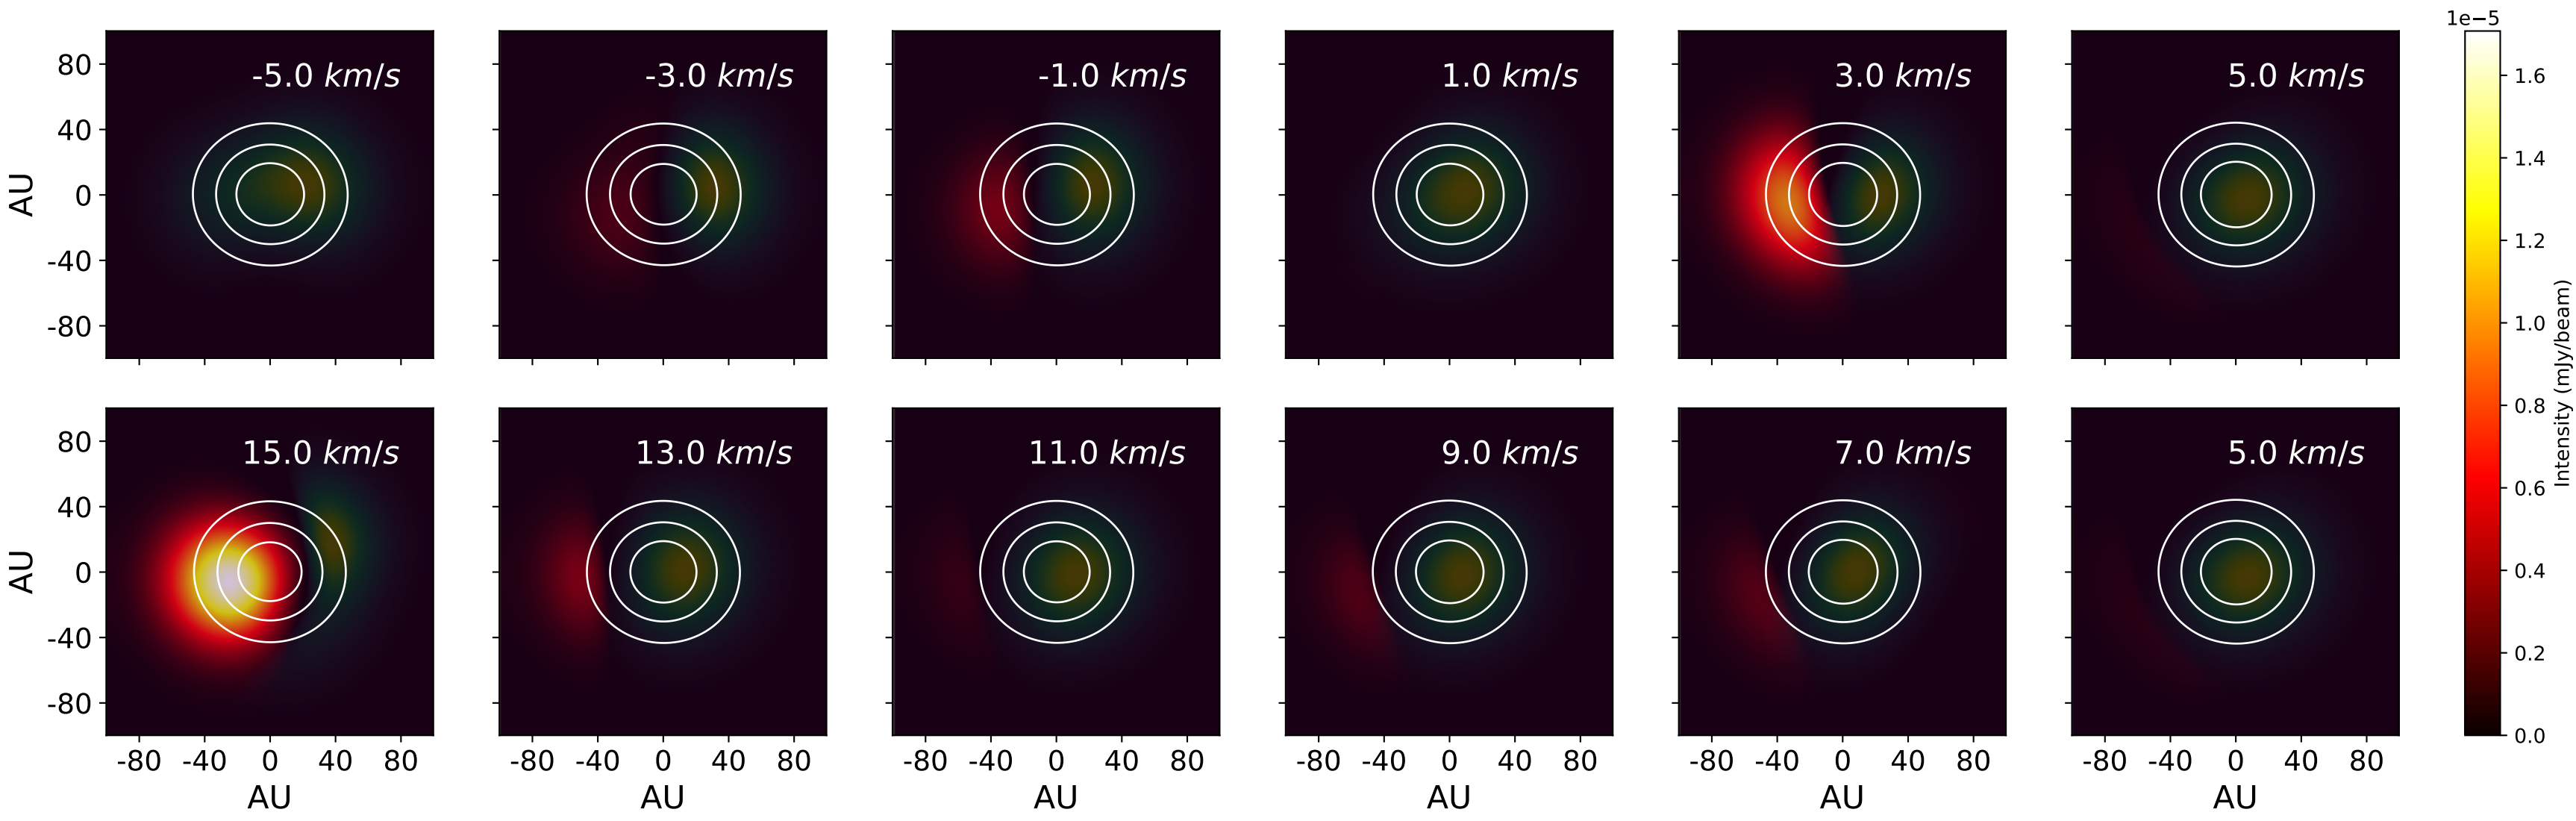 1e−5
-5.0 km/s
-3.0 km/s
-1.0 km/s
1.0 km/s
3.0 km/s
5.0 km/s
80
40
0
-40
-80
AU
15.0 km/s
13.0 km/s
11.0 km/s
9.0 km/s
7.0 km/s
5.0 km/s
80
40
0
-40
-80
AU
-80 -40 0 40 80
-80 -40 0 40 80
-80 -40 0 40 80
-80 -40 0 40 80
-80 -40 0 40 80
-80 -40 0 40 80
AU
AU
AU
AU
AU
AU
1.6
1.4
1.2
1.0
0.8
0.6
0.4
0.2
0.0
Intensity (mJy/beam)